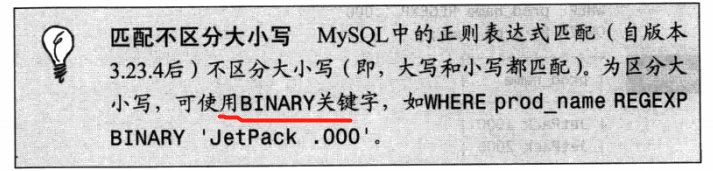 匹配不区分大小写 MySQL中的正则表达式匹配（自版本
3.23.4后）不区分大小写（即，大写和小写都匹配）。为区分大
小写，可使用BINARY关键字，如WHERE prod_name REGEXP
BINARY 'JetPack .000'。